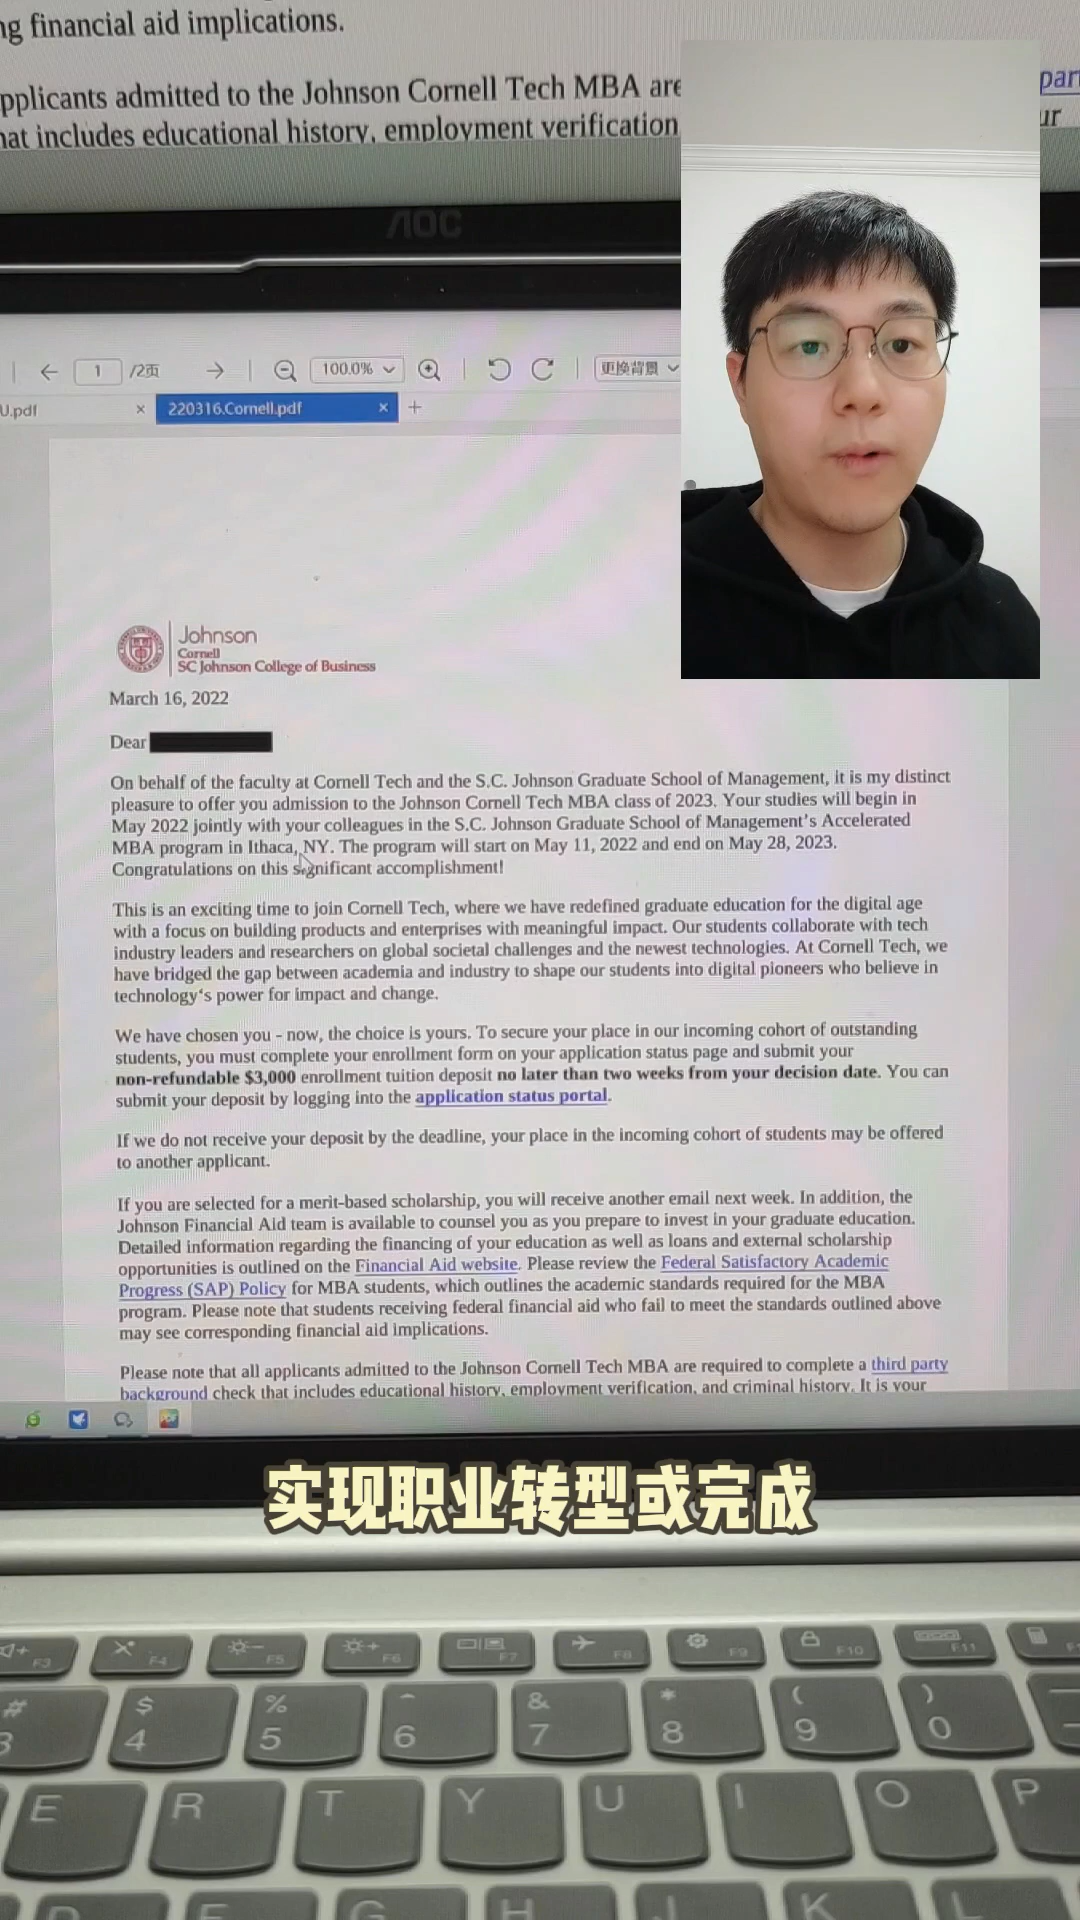 ng financial aid implications.
pplicants admitted to the Johnson Cornell Tech MBA are
par
hat includes educational history, employment verification
ur
AOC
1 /2页
100.0%
更换背景
U.pdf
220316.Cornell.pdf
Johnson
Cornell
SC Johnson College of Business
March 16, 2022
Dear
On behalf of the faculty at Cornell Tech and the S.C. Johnson Graduate School of Management, it is my distinct
pleasure to offer you admission to the Johnson Cornell Tech MBA class of 2023. Your studies will begin in
May 2022 jointly with your colleagues in the S.C. Johnson Graduate School of Management's Accelerated
MBA program in Ithaca, NY. The program will start on May 11, 2022 and end on May 28, 2023.
Congratulations on this significant accomplishment!
This is an exciting time to join Cornell Tech, where we have redefined graduate education for the digital age
with a focus on building products and enterprises with meaningful impact. Our students collaborate with tech
industry leaders and researchers on global societal challenges and the newest technologies. At Cornell Tech, we
have bridged the gap between academia and industry to shape our students into digital pioneers who believe in
technology's power for impact and change.
We have chosen you - now, the choice is yours. To secure your place in our incoming cohort of outstanding
students, you must complete your enrollment form on your application status page and submit your
non-refundable $3,000 enrollment tuition deposit no later than two weeks from your decision date. You can
submit your deposit by logging into the application status portal.
If we do not receive your deposit by the deadline, your place in the incoming cohort of students may be offered
to another applicant.
If you are selected for a merit-based scholarship, you will receive another email next week. In addition, the
Johnson Financial Aid team is available to counsel you as you prepare to invest in your graduate education.
Detailed information regarding the financing of your education as well as loans and external scholarship
opportunities is outlined on the Financial Aid website. Please review the Federal Satisfactory Academic
Progress (SAP) Policy for MBA students, which outlines the academic standards required for the MBA
program. Please note that students receiving federal financial aid who fail to meet the standards outlined above
may see corresponding financial aid implications.
Please note that all applicants admitted to the Johnson Cornell Tech MBA are required to complete a third party
background check that includes educational history, employment verification, and criminal history. It is your
实现职业转型或完成
F3 F4 F5 F6 F7 F8 F9 F10 F11
# $ % ^ & * ( )
3 4 5 6 7 8 9 0
E R T Y U I O P
D F G H J K L